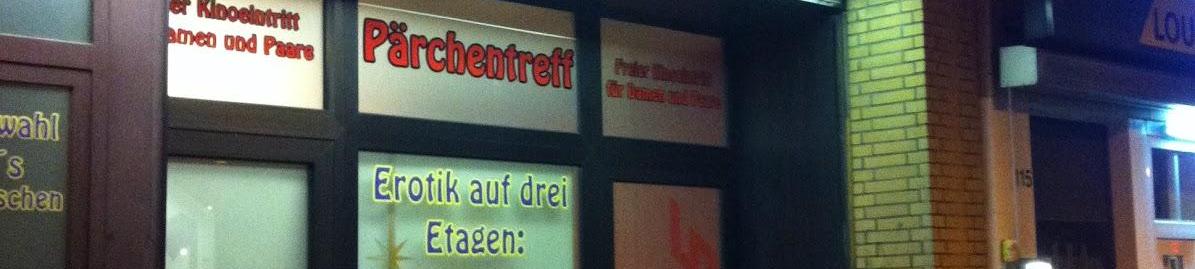 er Kinoeintritt
amen und Paare
Pärchentreff
Freier Kinoeintritt
für Damen und Paare
wahl
´s
schen
Erotik auf drei
Etagen:
115
LOU